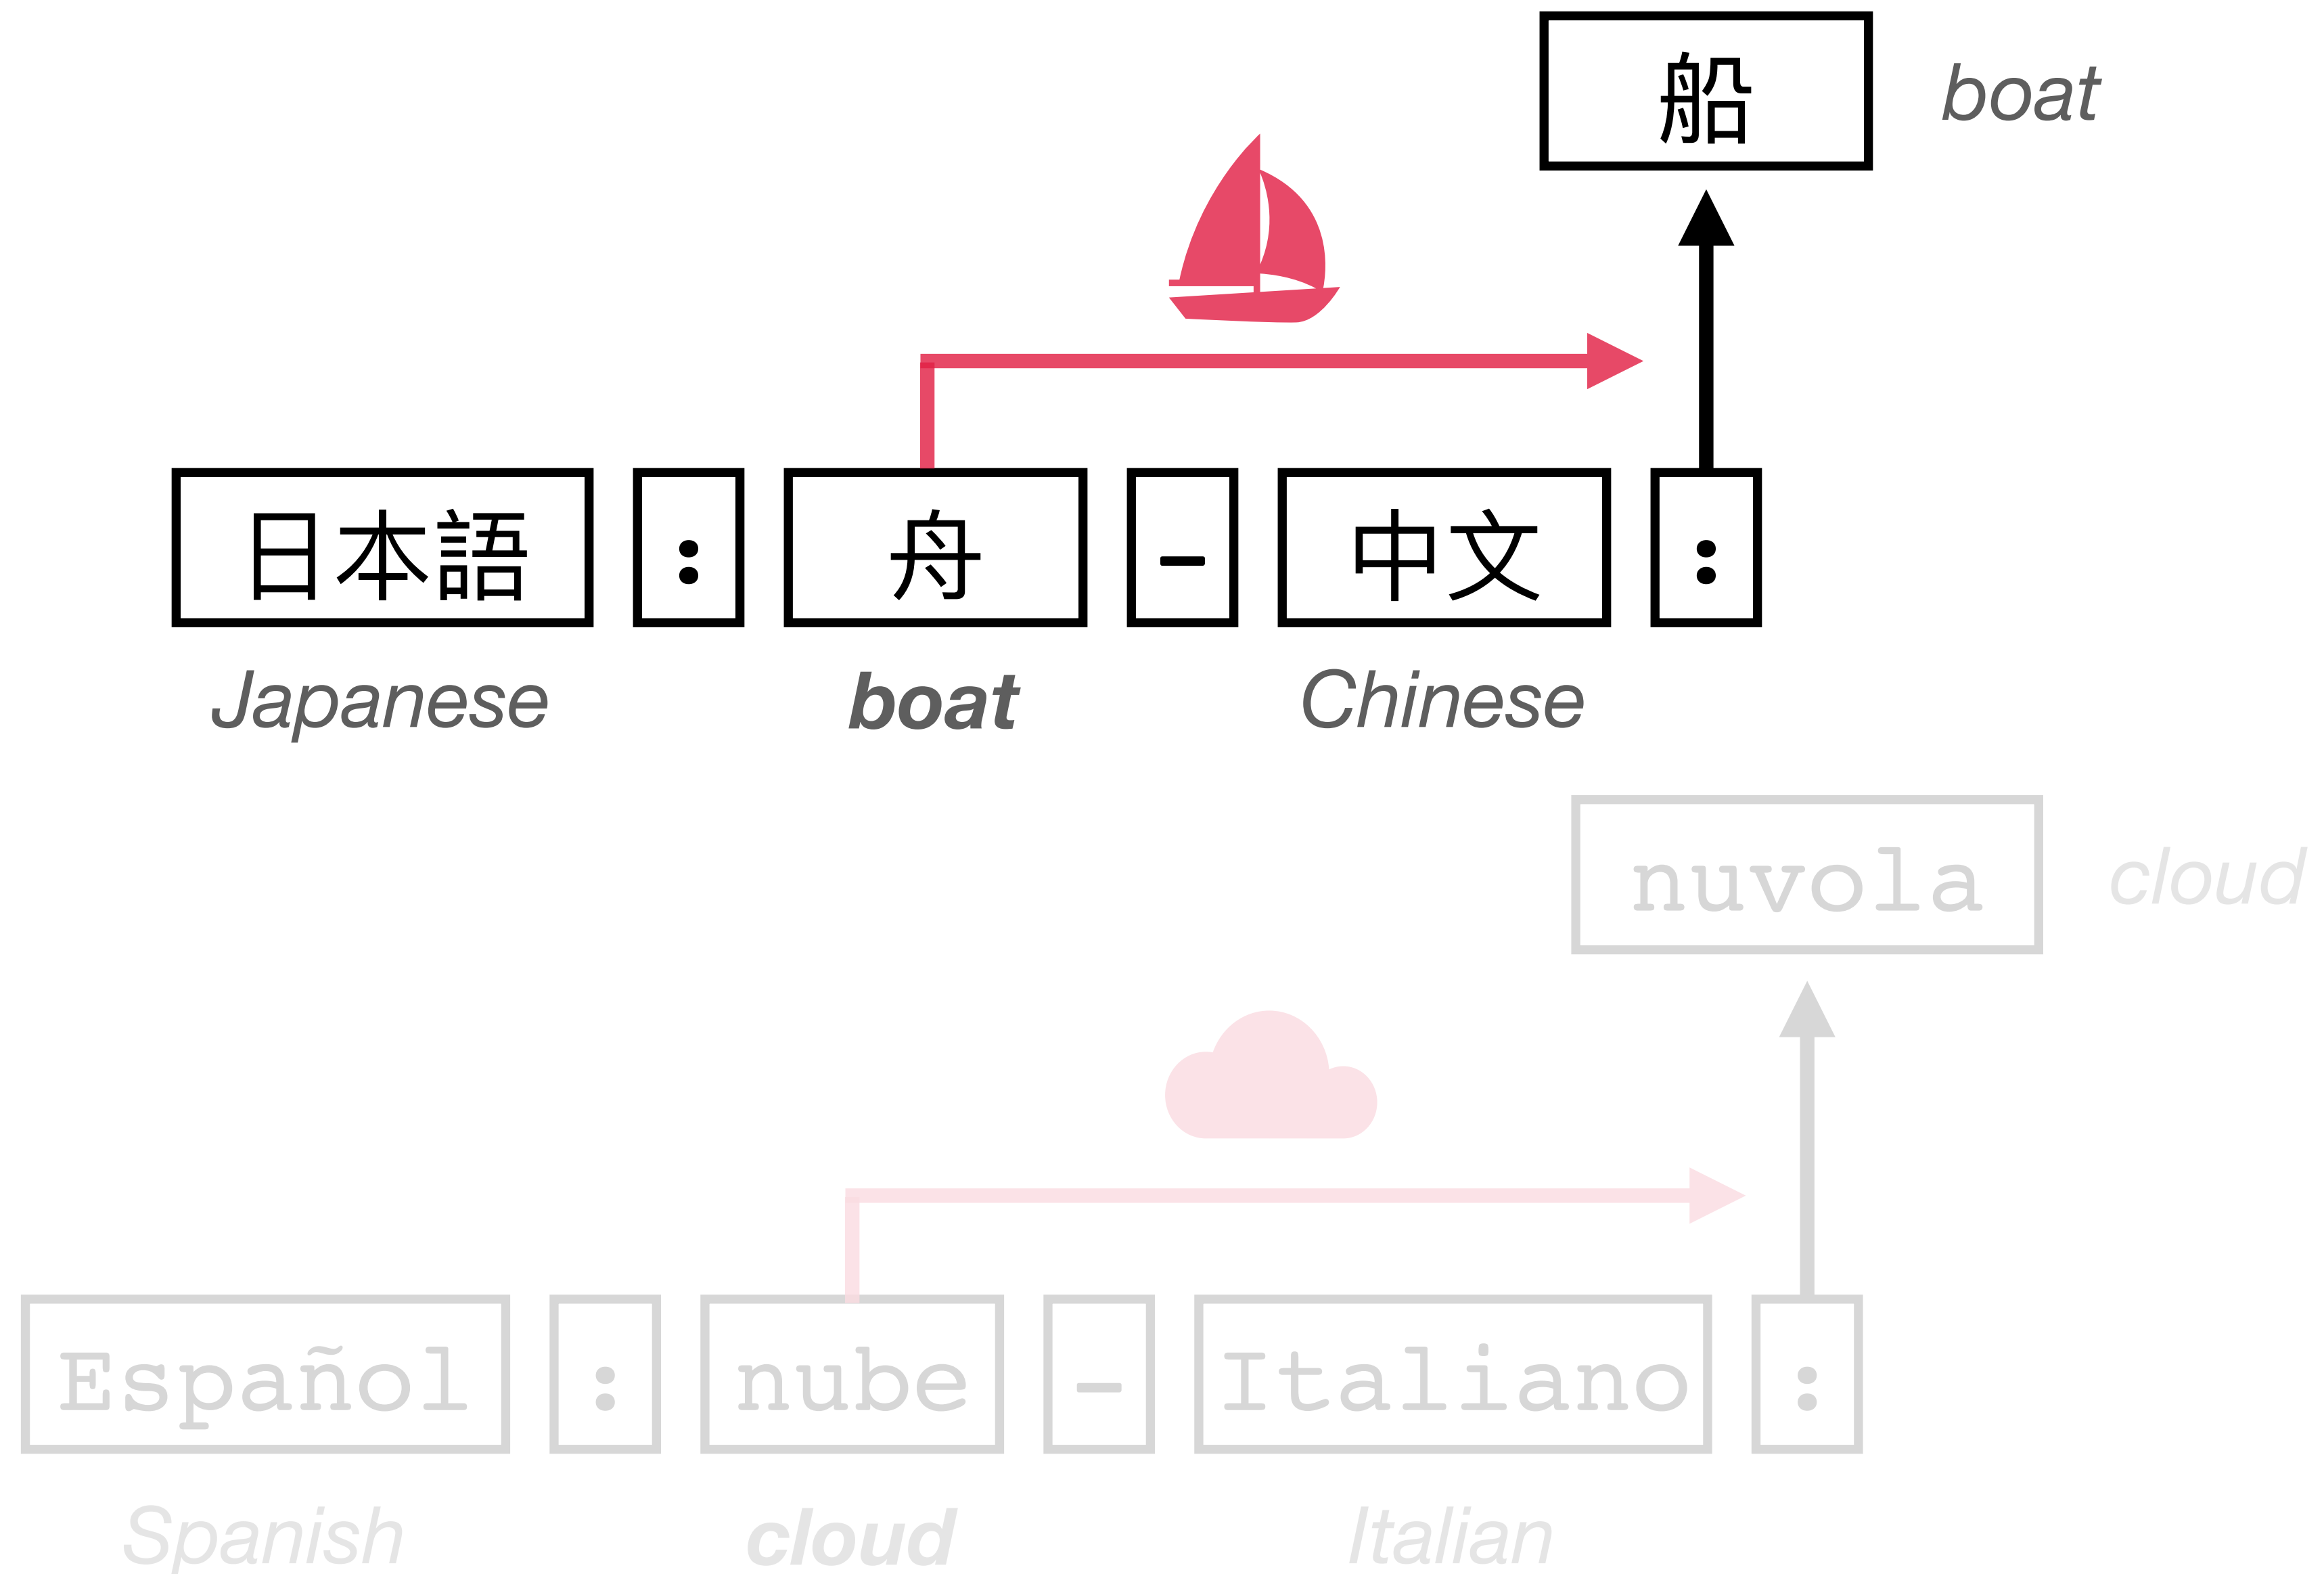 船 boat
日本語 : 舟 - 中文 :
Japanese boat Chinese
nuvola cloud
Español : nube - Italiano :
Spanish cloud Italian